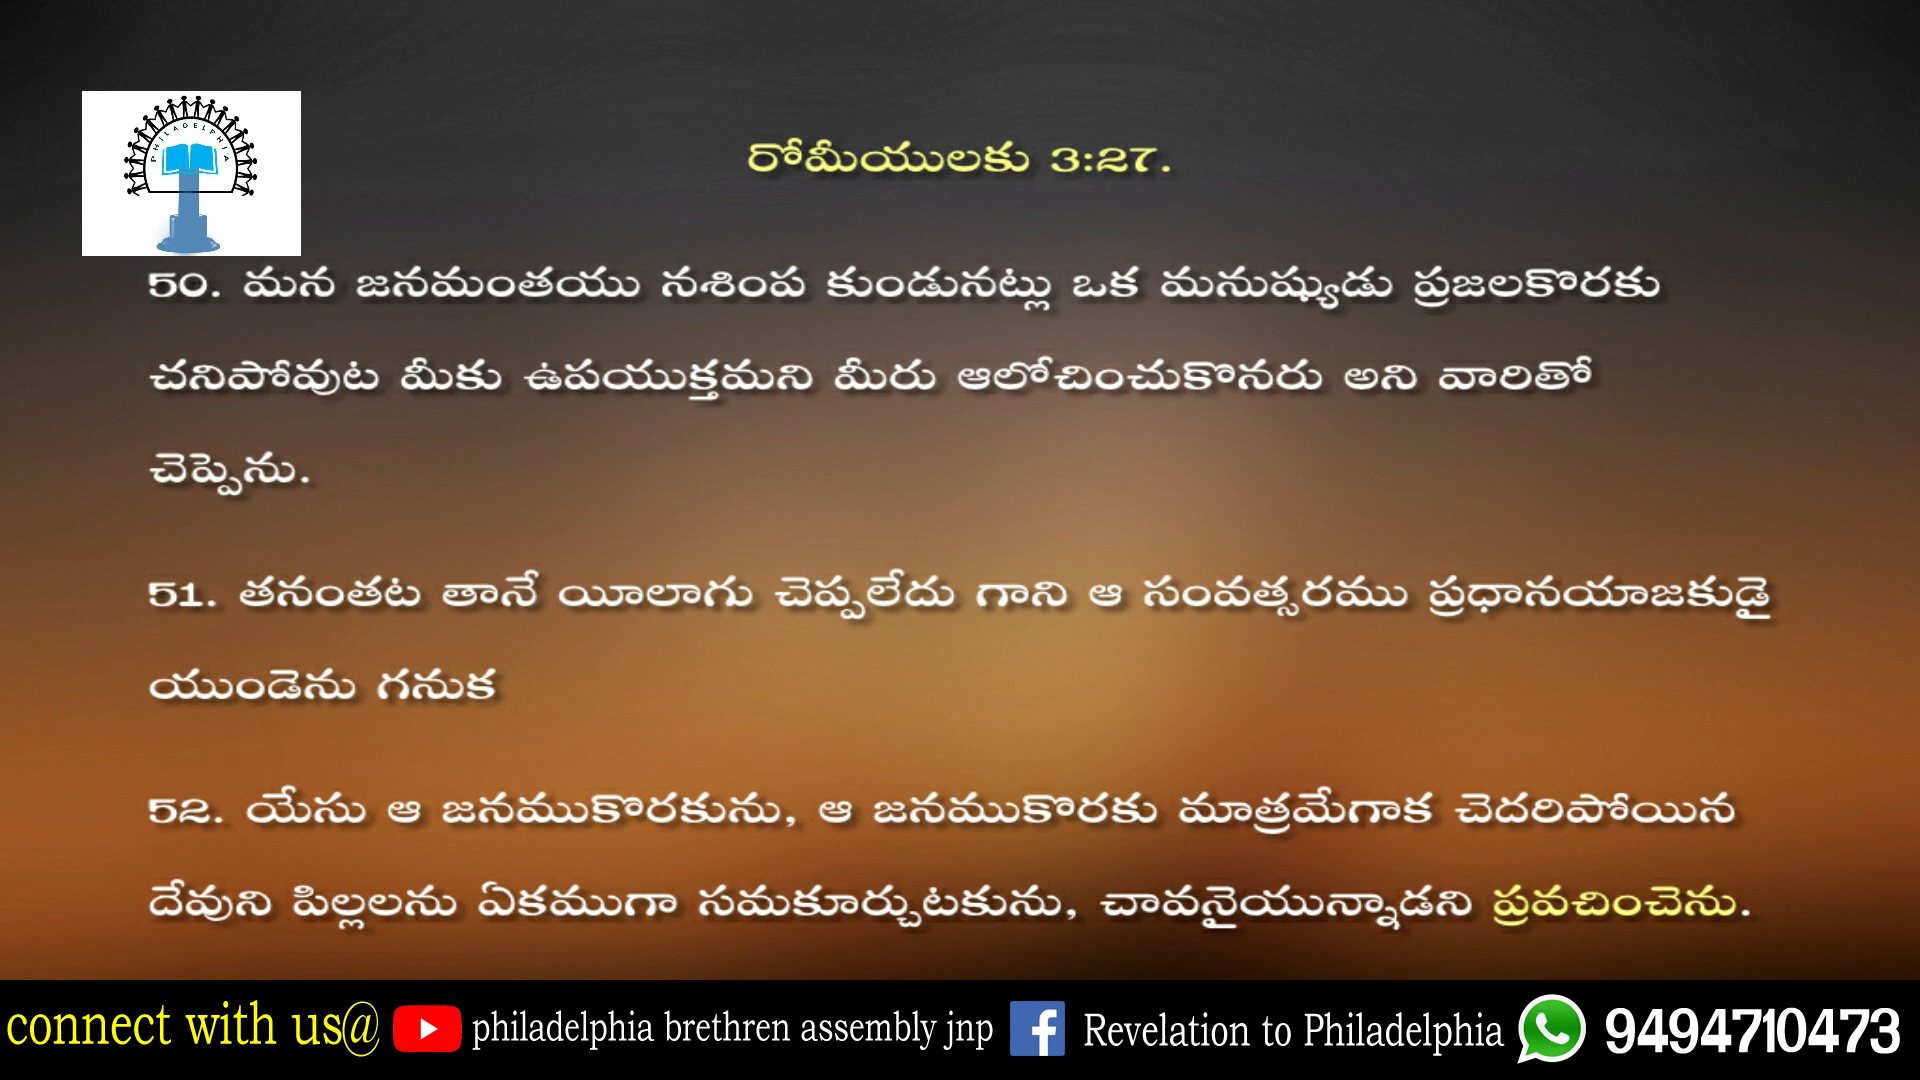 PHILADELPHIA
రోమీయులకు 3:27.
50. మన జనమంతయు నశింప కుండునట్లు ఒక మనుష్యుడు ప్రజలకొరకు
చనిపోవుట మీకు ఉపయుక్తమని మీరు ఆలోచించుకొనరు అని వారితో
చెప్పెను.
51. తనంతట తానే యీలాగు చెప్పలేదు గాని ఆ సంవత్సరము ప్రధానయాజకుడై
యుండెను గనుక
52. యేసు ఆ జనముకొరకును, ఆ జనముకొరకు మాత్రమేగాక చెదరిపోయిన
దేవుని పిల్లలను ఏకముగా సమకూర్చుటకును, చావనైయున్నాడని ప్రవచించెను.
connect with us@ philadelphia brethren assembly jnp Revelation to Philadelphia 9494710473